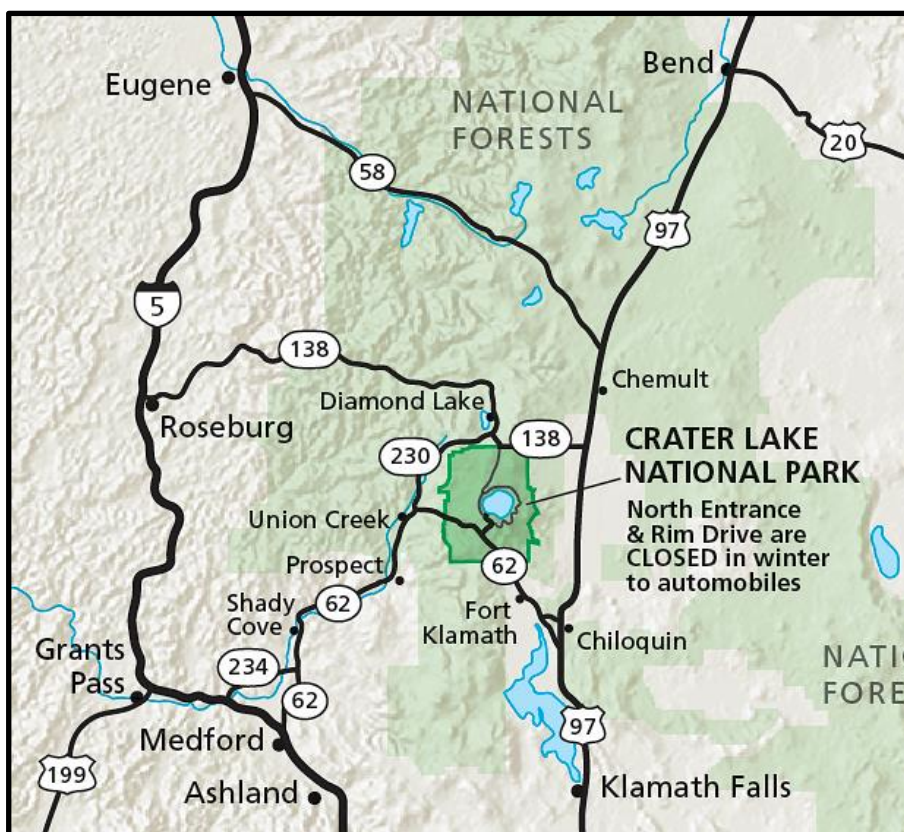 Eugene
Bend
NATIONAL
FORESTS
20
58
97
5
138
Chemult
Diamond Lake
Roseburg
138
CRATER LAKE
NATIONAL PARK
230
North Entrance
& Rim Drive are
CLOSED in winter
to automobiles
Union Creek
Prospect
62
Fort
Klamath
Shady
Cove
62
Chiloquin
Grants
Pass
234
62
NATI
FORE
97
Medford
199
Ashland
Klamath Falls